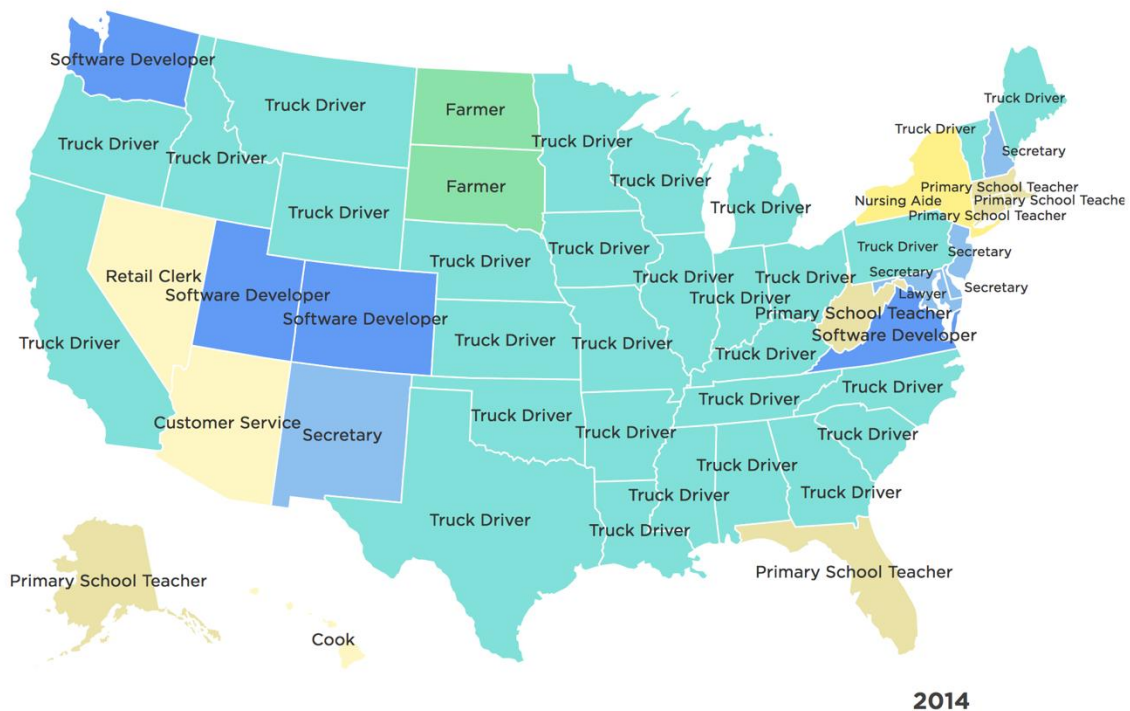 Software Developer
Truck Driver
Farmer
Truck Driver
Truck Driver
Truck Driver
Secretary
Truck Driver
Truck Driver
Farmer
Truck Driver
Truck Driver
Primary School Teacher
Nursing Aide
Primary School Teacher
Primary School Teacher
Truck Driver
Truck Driver
Truck Driver
Truck Driver
Secretary
Retail Clerk
Truck Driver
Truck Driver
Truck Driver
Secretary
Software Developer
Truck Driver
Secretary
Lawyer
Software Developer
Primary School Teacher
Truck Driver
Truck Driver
Truck Driver
Truck Driver
Software Developer
Truck Driver
Truck Driver
Truck Driver
Customer Service
Secretary
Truck Driver
Truck Driver
Truck Driver
Truck Driver
Truck Driver
Truck Driver
Truck Driver
Truck Driver
Truck Driver
Primary School Teacher
Primary School Teacher
Cook
2014